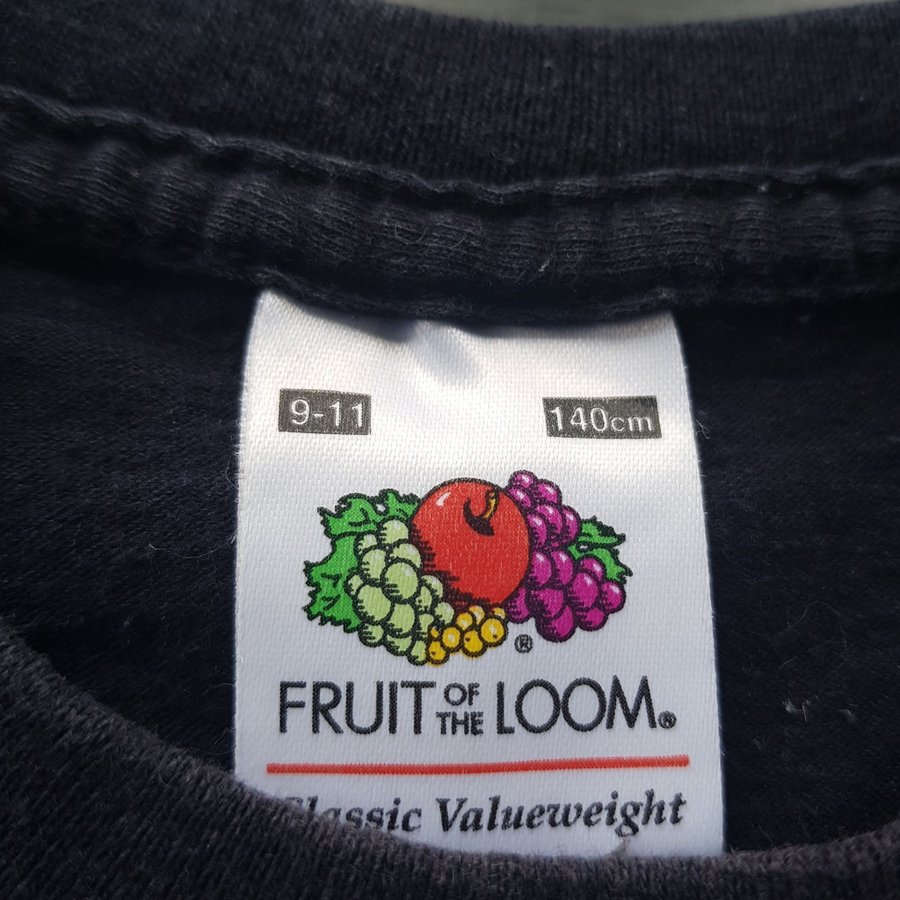 9-11 140cm
®
FRUIT OF THE LOOM®
Classic Valueweight